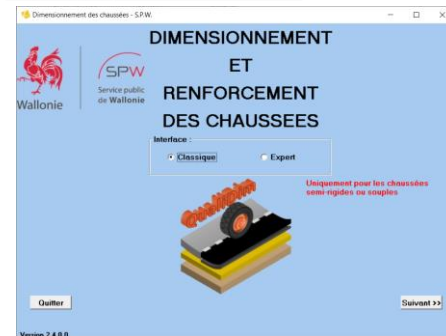 Dimensionnement des chaussées - S.P.W.
DIMENSIONNEMENT
ET
RENFORCEMENT
DES CHAUSSEES
Wallonie
SPW
Service public
de Wallonie
Interface :
Classique
Expert
Uniquement pour les chaussées
semi-rigides ou souples
Qualidim
Quitter
Suivant >>
Version 2.4.0.0